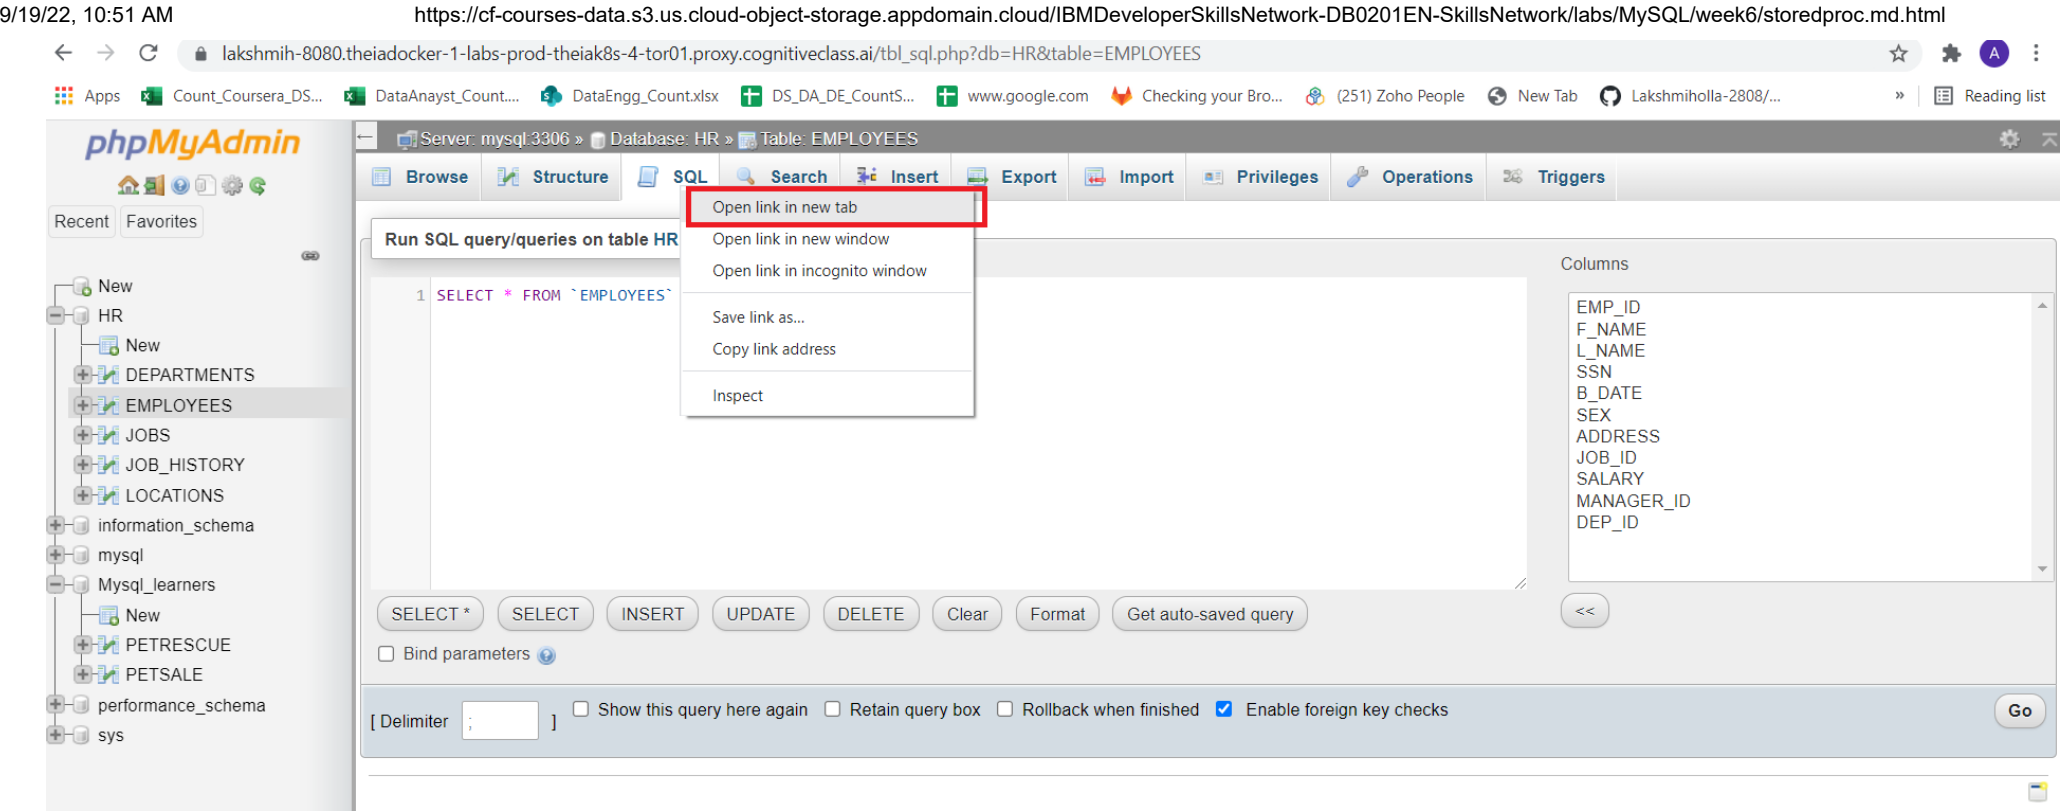 9/19/22, 10:51 AM https://cf-courses-data.s3.us.cloud-object-storage.appdomain.cloud/IBMDeveloperSkillsNetwork-DB0201EN-SkillsNetwork/labs/MySQL/week6/storedproc.md.html
lakshmih-8080.theiadocker-1-labs-prod-theiak8s-4-tor01.proxy.cognitiveclass.ai/tbl_sql.php?db=HR&table=EMPLOYEES A
Apps Count_Coursera_DS... DataAnayst_Count.... DataEngg_Count.xlsx DS_DA_DE_CountS... www.google.com Checking your Bro... (251) Zoho People New Tab Lakshmiholla-2808/... » Reading list
phpMyAdmin
Recent Favorites
New
HR
New
DEPARTMENTS
EMPLOYEES
JOBS
JOB_HISTORY
LOCATIONS
information_schema
mysql
Mysql_learners
New
PETRESCUE
PETSALE
performance_schema
sys
Server: mysql:3306 » Database: HR » Table: EMPLOYEES
Browse Structure SQL Search Insert Export Import Privileges Operations Triggers
Open link in new tab
Open link in new window
Open link in incognito window
Save link as...
Copy link address
Inspect
Run SQL query/queries on table HR
1 SELECT * FROM `EMPLOYEES`
Columns
EMP_ID
F_NAME
L_NAME
SSN
B_DATE
SEX
ADDRESS
JOB_ID
SALARY
MANAGER_ID
DEP_ID
SELECT * SELECT INSERT UPDATE DELETE Clear Format Get auto-saved query <<
Bind parameters
[ Delimiter ; ] Show this query here again Retain query box Rollback when finished Enable foreign key checks Go